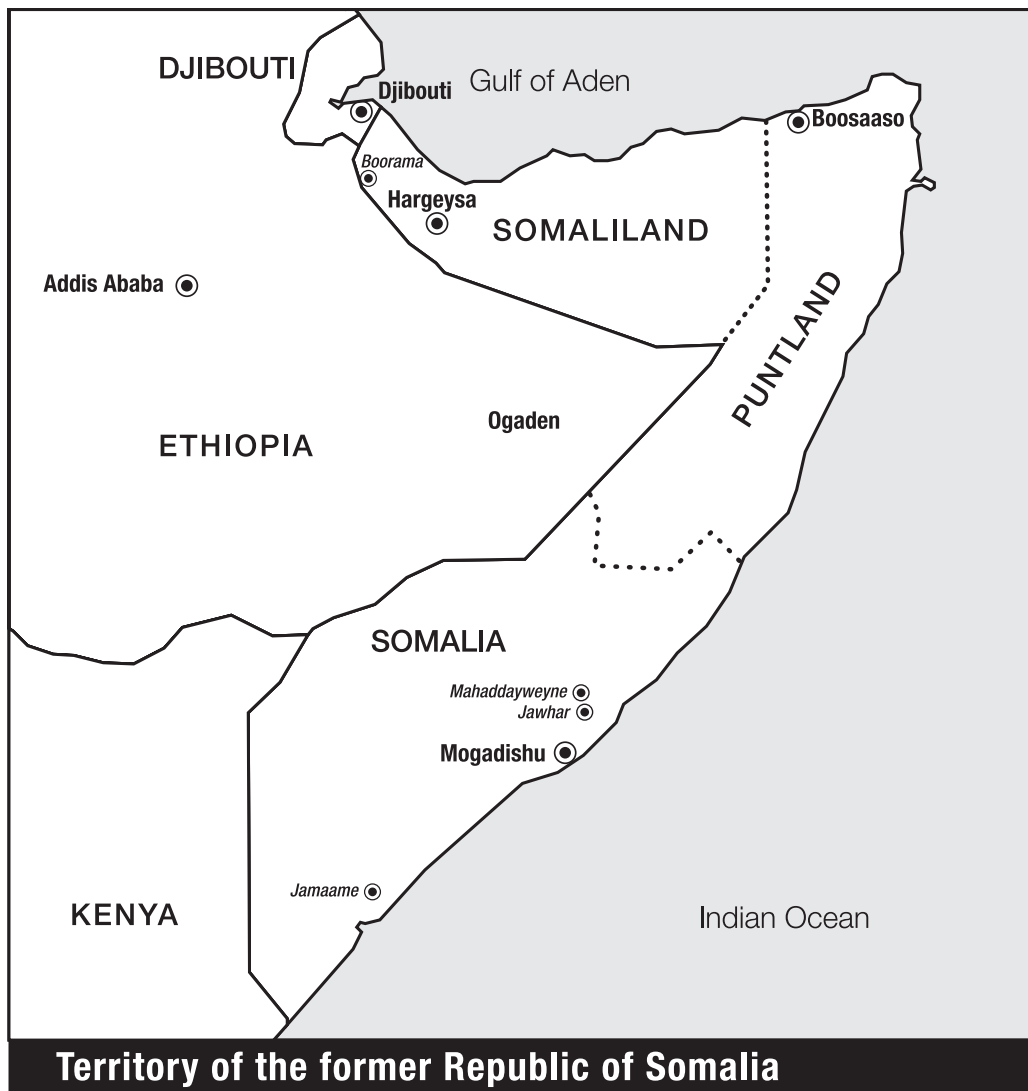 DJIBOUTI
Djibouti
Gulf of Aden
Boosaaso
Boorama
Hargeysa
SOMALILAND
Addis Ababa
PUNTLAND
Ogaden
ETHIOPIA
SOMALIA
Mahaddayweyne
Jawhar
Mogadishu
Jamaame
KENYA
Indian Ocean
Territory of the former Republic of Somalia